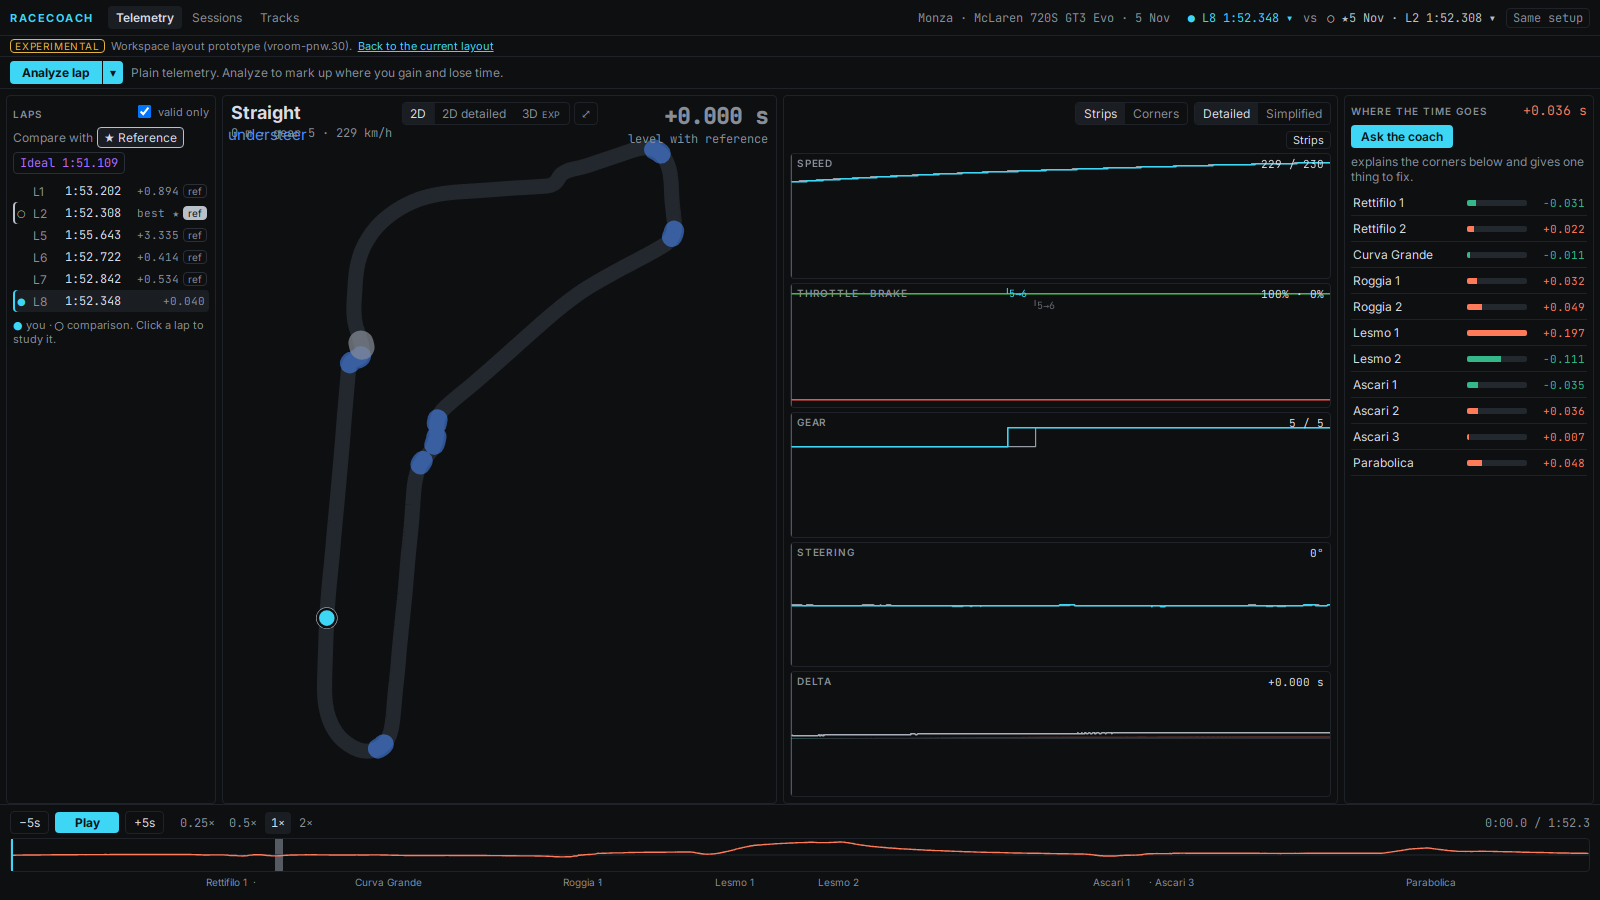 RACECOACH Telemetry Sessions Tracks Monza · McLaren 720S GT3 Evo · 5 Nov ● L8 1:52.348 ▾ vs ○ ★5 Nov · L2 1:52.308 ▾ Same setup
EXPERIMENTAL Workspace layout prototype (vroom-pnw.30). Back to the current layout
Analyze lap ▾ Plain telemetry. Analyze to mark up where you gain and lose time.
LAPS valid only
Compare with ★ Reference
Ideal 1:51.109
L1 1:53.202 +0.894 ref
L2 1:52.308 best ★ ref
L5 1:55.643 +3.335 ref
L6 1:52.722 +0.414 ref
L7 1:52.842 +0.534 ref
L8 1:52.348 +0.040
● you · ○ comparison. Click a lap to
study it.
Straight 2D 2D detailed 3D EXP ⤢ +0.000 s
5 · 229 km/h
understeer
level with reference
Strips Corners Detailed Simplified
Strips
SPEED 229 / 230
THROTTLE · BRAKE 5→6 100% · 0%
5→6
GEAR 5 / 5
STEERING 0°
DELTA +0.000 s
WHERE THE TIME GOES +0.036 s
Ask the coach
explains the corners below and gives one
thing to fix.
Rettifilo 1 -0.031
Rettifilo 2 +0.022
Curva Grande -0.011
Roggia 1 +0.032
Roggia 2 +0.049
Lesmo 1 +0.197
Lesmo 2 -0.111
Ascari 1 -0.035
Ascari 2 +0.036
Ascari 3 +0.007
Parabolica +0.048
−5s Play +5s 0.25× 0.5× 1× 2× 0:00.0 / 1:52.3
Rettifilo 1 · Curva Grande Roggia Lesmo 1 Lesmo 2 Ascari 1 · Ascari 3 Parabolica